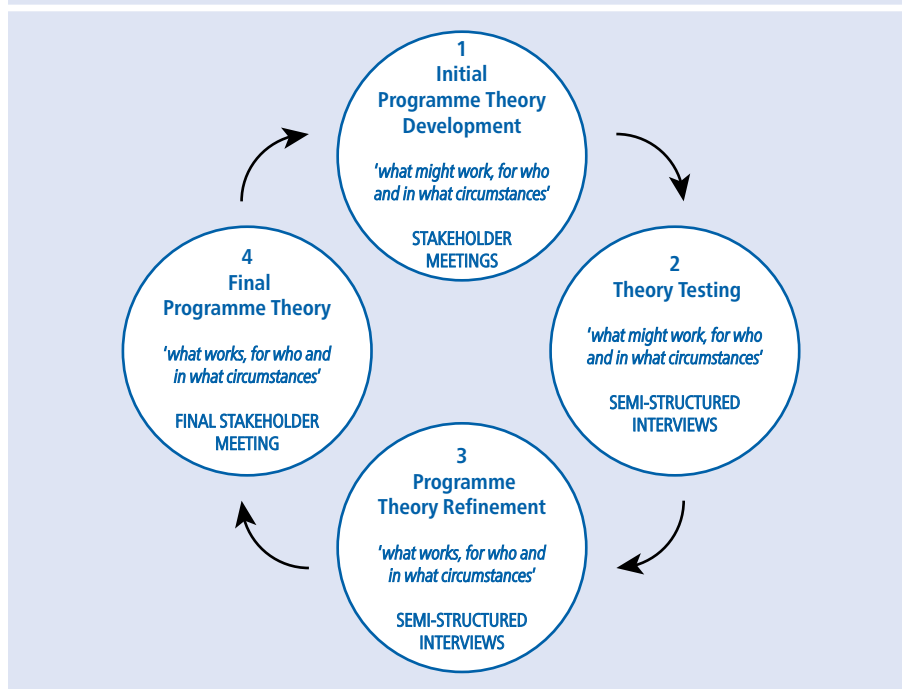 1
Initial
Programme Theory
Development
'what might work, for who
and in what circumstances'
STAKEHOLDER
MEETINGS
2
Theory Testing
'what might work, for who
and in what circumstances'
SEMI-STRUCTURED
INTERVIEWS
3
Programme
Theory Refinement
'what works, for who and
in what circumstances'
SEMI-STRUCTURED
INTERVIEWS
4
Final
Programme Theory
'what works, for who and
in what circumstances'
FINAL STAKEHOLDER
MEETING